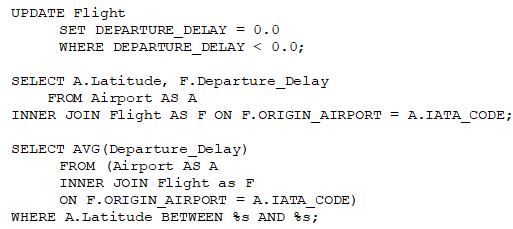 UPDATE Flight
SET DEPARTURE_DELAY = 0.0
WHERE DEPARTURE_DELAY < 0.0;
SELECT A.Latitude, F.Departure_Delay
FROM Airport AS A
INNER JOIN Flight AS F ON F.ORIGIN_AIRPORT = A.IATA_CODE;
SELECT AVG(Departure_Delay)
FROM (Airport AS A
INNER JOIN Flight as F
ON F.ORIGIN_AIRPORT = A.IATA_CODE)
WHERE A.Latitude BETWEEN %s AND %s;